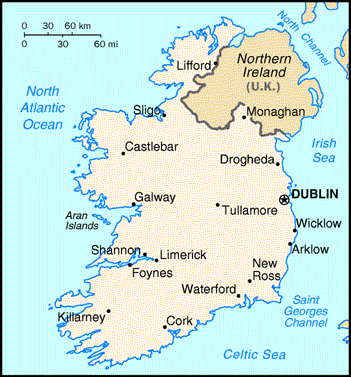 0 30 60 km
0 30 60 mi
North Channel
Lifford
Northern
Ireland
(U.K.)
North
Atlantic
Ocean
Sligo
Monaghan
Irish
Sea
Castlebar
Drogheda
DUBLIN
Galway
Tullamore
Aran
Islands
Wicklow
Shannon
Limerick
Arklow
Foynes
New
Ross
Waterford
Saint
Georges
Channel
Killarney
Cork
Celtic Sea